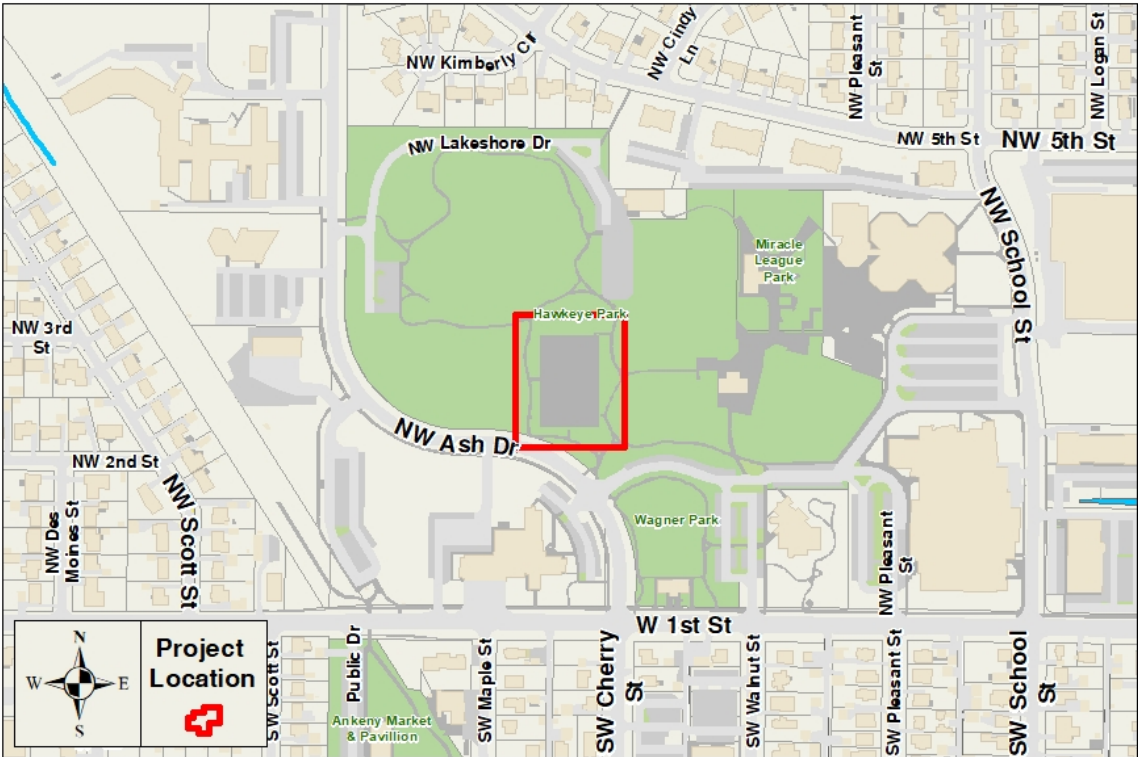 NW Kimberly Cir
NW Cindy
Ln
NW Pleasant
St
NW Logan St
NW Lakeshore Dr
NW 5th St
NW 5th St
NW School St
Miracle
League
Park
Hawkeye Park
NW 3rd
St
NW Ash Dr
NW 2nd St
NW Scott St
NW Des
Moines St
Wagner Park
NW Pleasant
St
W 1st St
N
W
E
S
Project
Location
SW Scott St
Public Dr
Ankeny Market
& Pavilion
SW Maple St
SW Cherry
St
SW Walnut St
SW Pleasant St
SW School
St